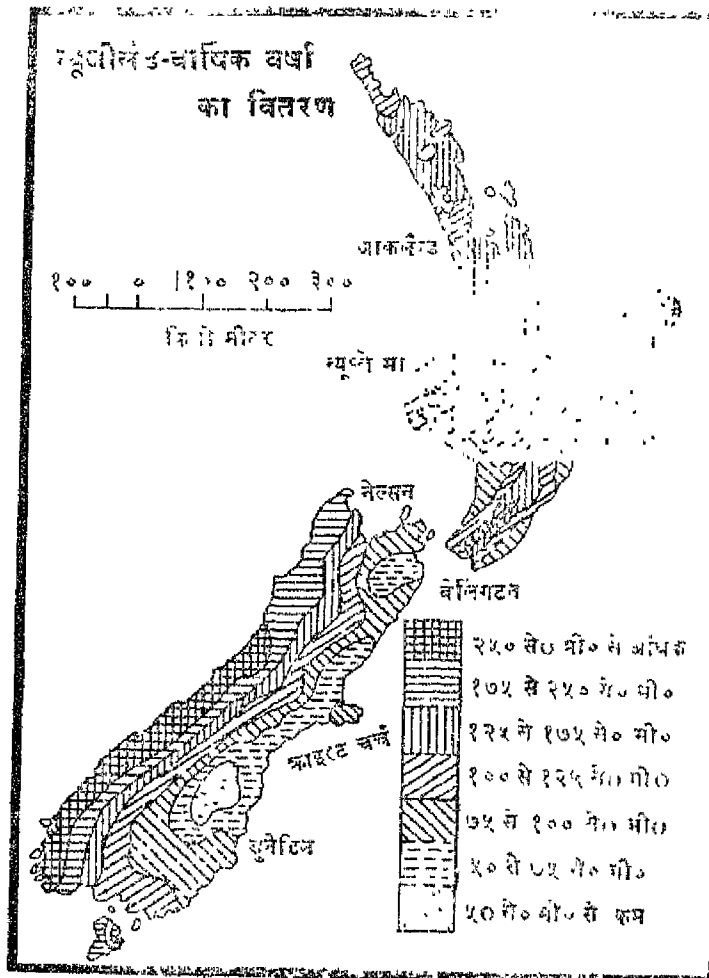 न्यूजीलैंड-वार्षिक वर्षा
का वितरण
आकलैंड
१०० ० १०० २०० ३००
कि० मीटर
न्यूप्ले मा
नेल्सन
वेलिंगटन
क्राइस्ट चर्च
डुनेडिन
२५० से० मी० से अधिक
१७५ से २५० से० मी०
१२५ से १७५ से० मी०
१०० से १२५ से० मी०
७५ से १०० से० मी०
५० से ७५ से० मी०
५० से० मी० से कम